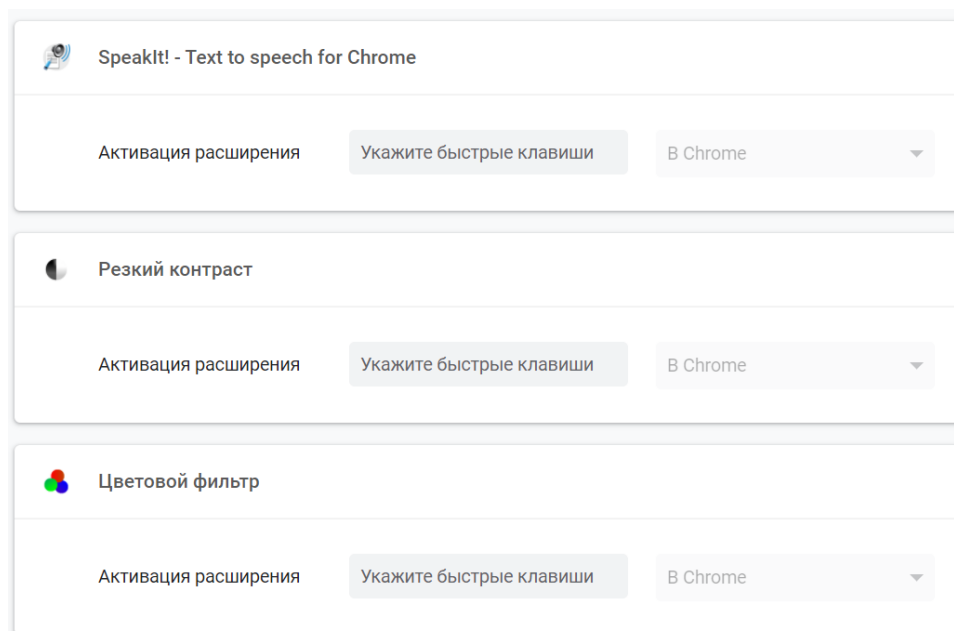 SpeakIt! - Text to speech for Chrome
Активация расширения Укажите быстрые клавиши В Chrome
Резкий контраст
Активация расширения Укажите быстрые клавиши В Chrome
Цветовой фильтр
Активация расширения Укажите быстрые клавиши В Chrome